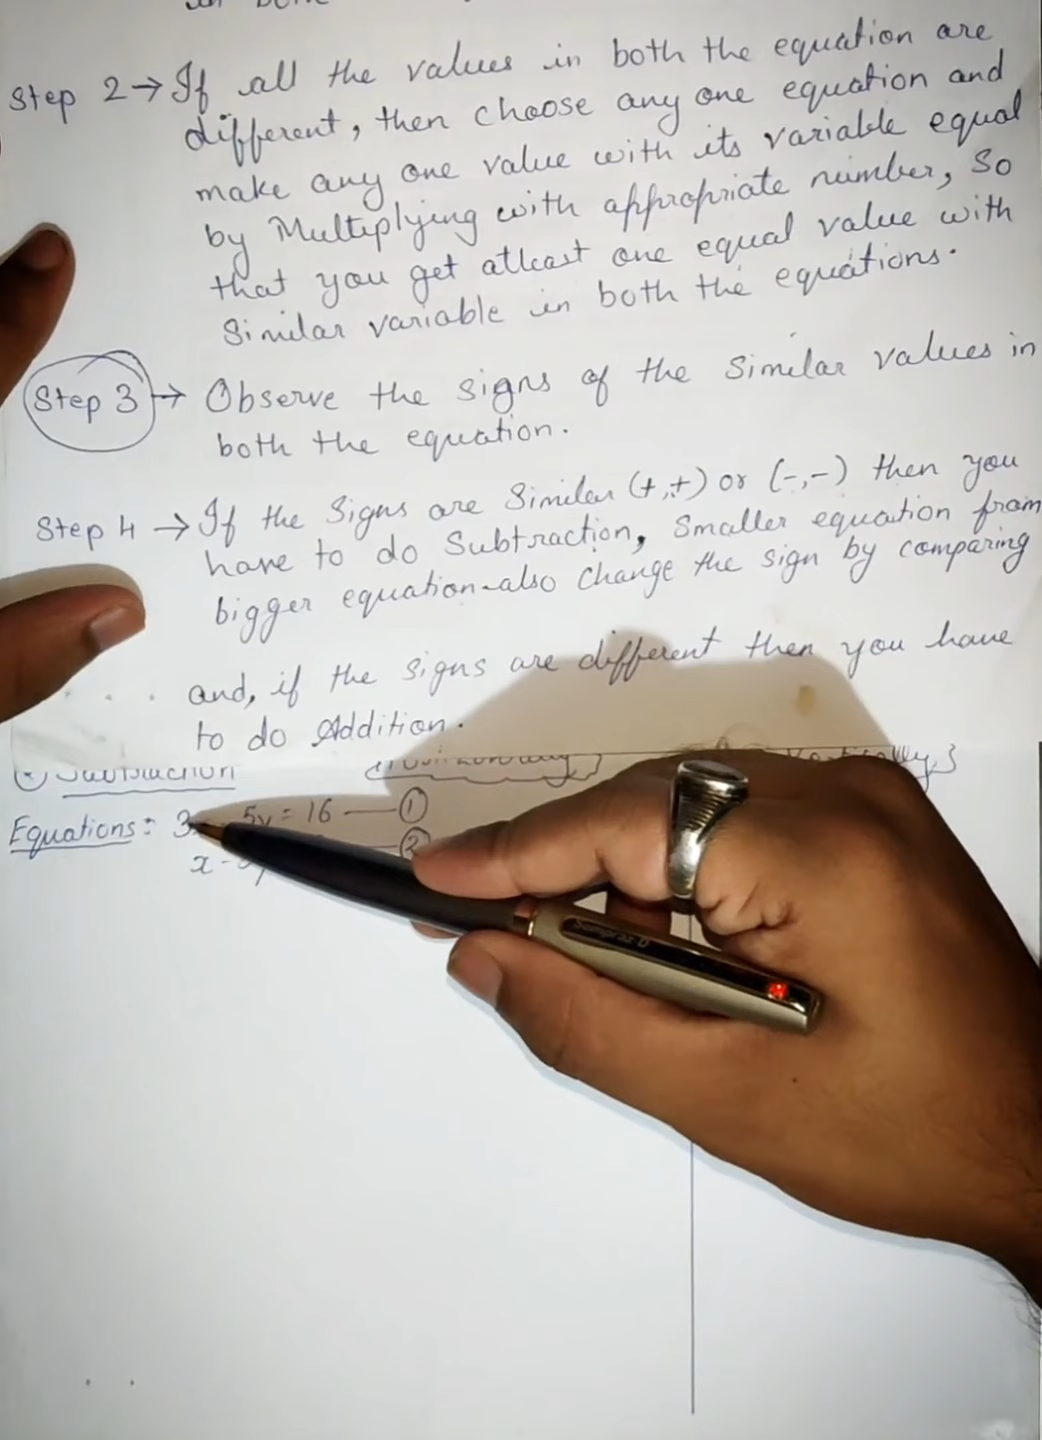 Step 2 → If all the values in both the equation are
different, then choose any one equation and
make any one value with its variable equal
by Multiplying with appropriate number, So
that you get atleast one equal value with
Similar variable in both the equations.
Step 3 → Observe the signs of the similar values in
both the equation.
Step 4 → If the signs are similar (+,+) or (-,-) then you
have to do Subtraction, Smaller equation from
bigger equation also change the sign by comparing
and, if the signs are different then you have
to do Addition.
Subtraction
Equations: 5y = 16 — ①
x - ②